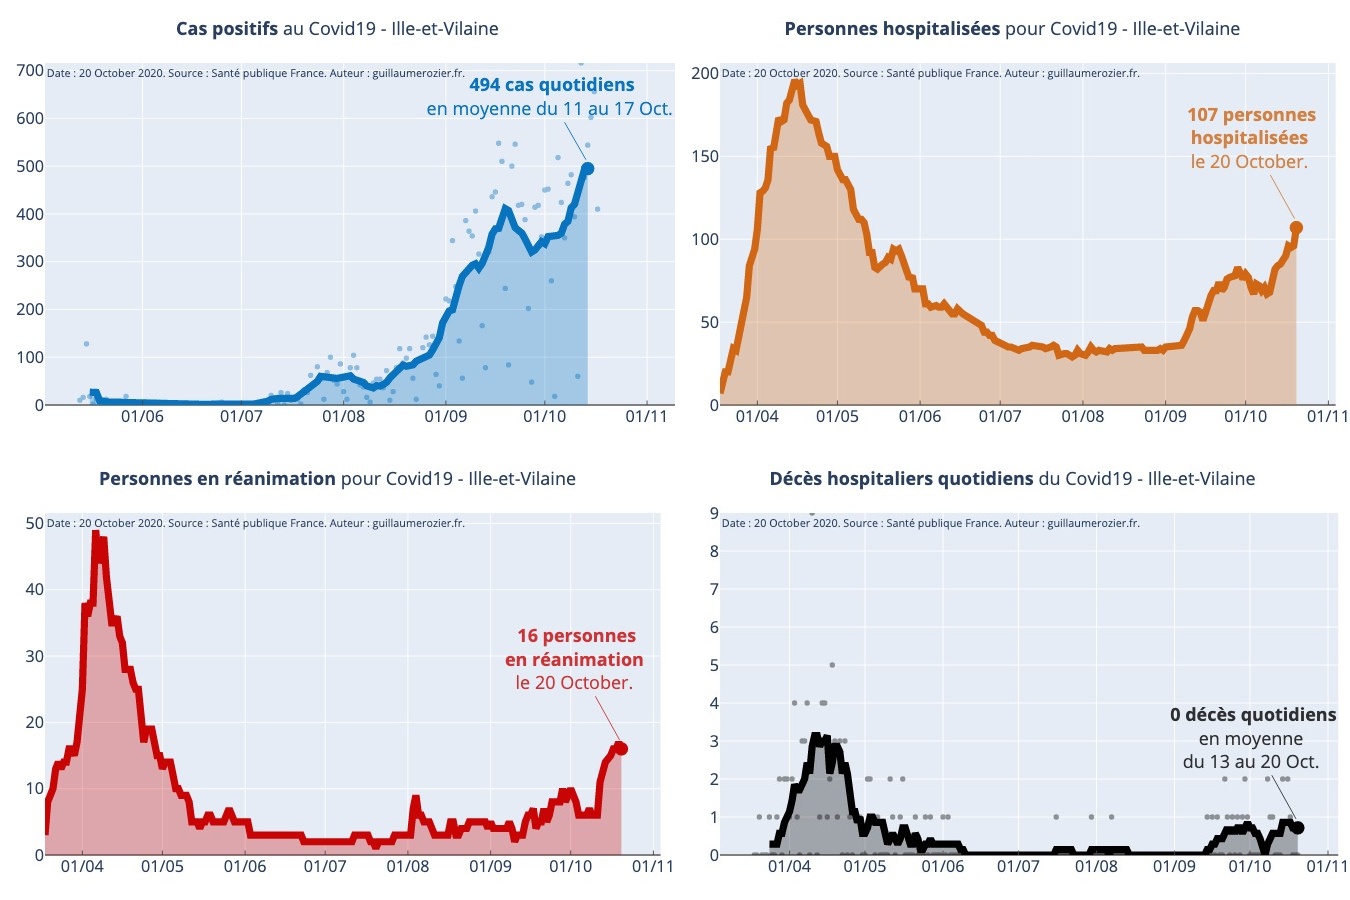 Cas positifs au Covid19 - Ille-et-Vilaine
Date : 20 October 2020. Source : Santé publique France. Auteur : guillaumerozier.fr.
494 cas quotidiens
en moyenne du 11 au 17 Oct.
700
600
500
400
300
200
100
0
01/06 01/07 01/08 01/09 01/10 01/11
Personnes hospitalisées pour Covid19 - Ille-et-Vilaine
Date : 20 October 2020. Source : Santé publique France. Auteur : guillaumerozier.fr.
107 personnes
hospitalisées
le 20 October.
200
150
100
50
0
01/04 01/05 01/06 01/07 01/08 01/09 01/10 01/11
Personnes en réanimation pour Covid19 - Ille-et-Vilaine
Date : 20 October 2020. Source : Santé publique France. Auteur : guillaumerozier.fr.
16 personnes
en réanimation
le 20 October.
50
40
30
20
10
0
01/04 01/05 01/06 01/07 01/08 01/09 01/10 01/11
Décès hospitaliers quotidiens du Covid19 - Ille-et-Vilaine
Date : 20 October 2020. Source : Santé publique France. Auteur : guillaumerozier.fr.
0 décès quotidiens
en moyenne
du 13 au 20 Oct.
9
8
7
6
5
4
3
2
1
0
01/04 01/05 01/06 01/07 01/08 01/09 01/10 01/11